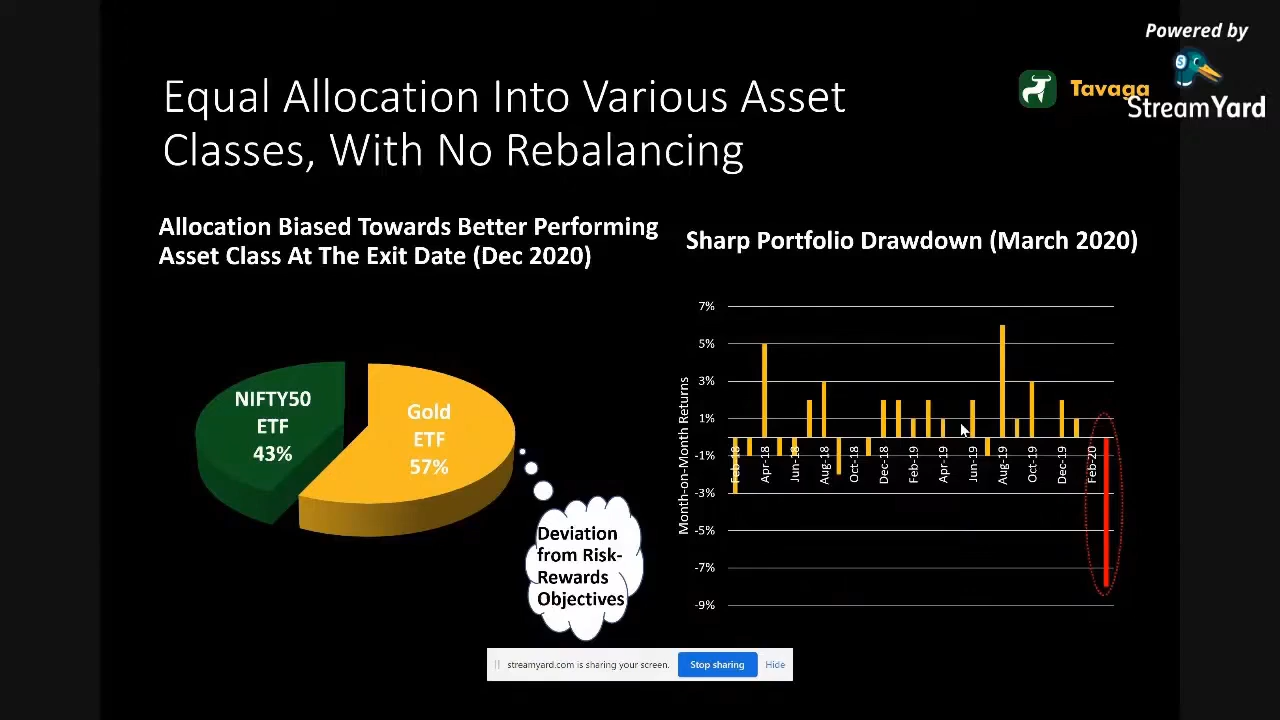 Powered by
StreamYard
Tavaga
Equal Allocation Into Various Asset
Classes, With No Rebalancing
Allocation Biased Towards Better Performing
Asset Class At The Exit Date (Dec 2020)
NIFTY50
ETF
43%
Gold
ETF
57%
Deviation
from Risk-
Rewards
Objectives
Sharp Portfolio Drawdown (March 2020)
Month-on-Month Returns
7%
5%
3%
1%
-1%
-3%
-5%
-7%
-9%
Feb-18
Apr-18
Jun-18
Aug-18
Oct-18
Dec-18
Feb-19
Apr-19
Jun-19
Aug-19
Oct-19
Dec-19
Feb-20
streamyard.com is sharing your screen.
Stop sharing
Hide